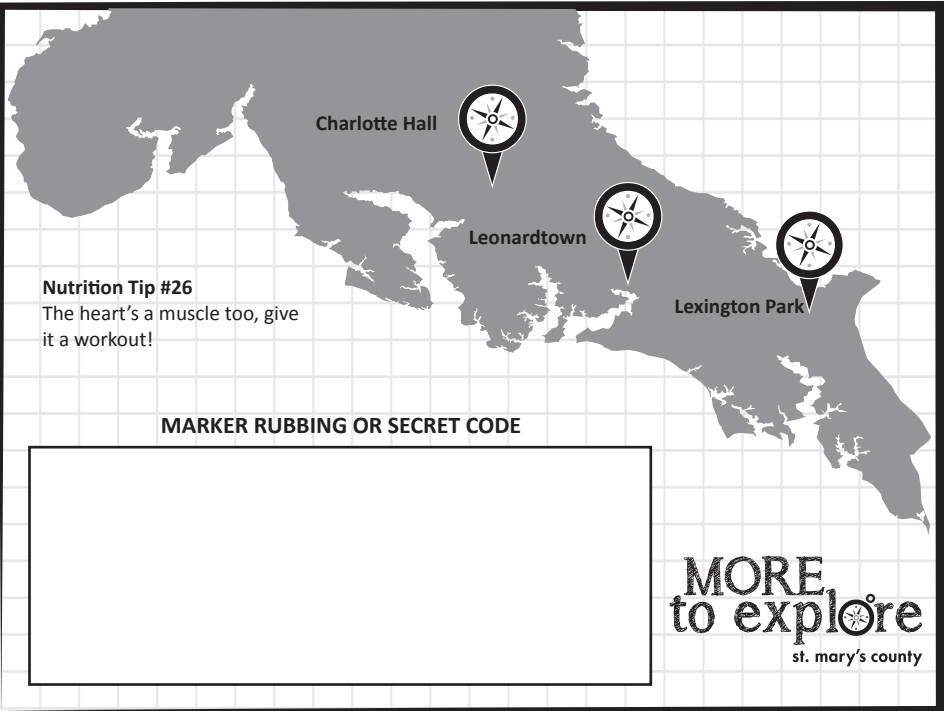 Charlotte Hall
Leonardtown
Lexington Park
Nutrition Tip #26
The heart's a muscle too, give
it a workout!
MARKER RUBBING OR SECRET CODE
MORE
to explore
st. mary's county